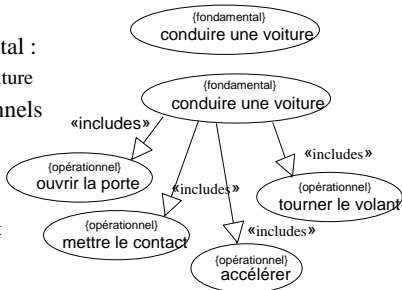 {fondamental}
conduire une voiture
tal :
iture
nnels
{fondamental}
conduire une voiture
«includes»
{opérationnel}
ouvrir la porte
«includes»
«includes»
{opérationnel}
tourner le volant
{opérationnel}
mettre le contact
t
«includes»
{opérationnel}
accélérer